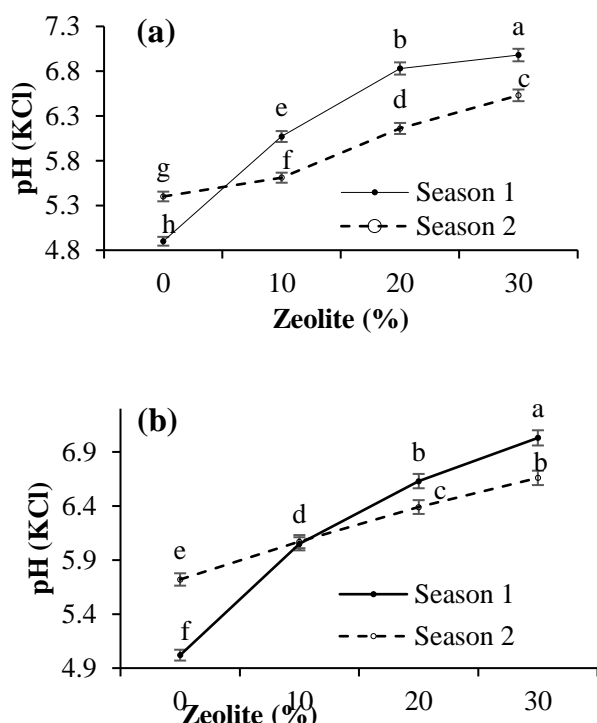 (a)
7.3
6.8
6.3
5.8
5.3
4.8
pH (KCl)
a
b
c
d
e
f
g
h
Season 1
Season 2
0 10 20 30
Zeolite (%)
(b)
6.9
6.4
5.9
5.4
4.9
pH (KCl)
a
b
b
c
d
e
f
Season 1
Season 2
0 10 20 30
Zeolite (%)